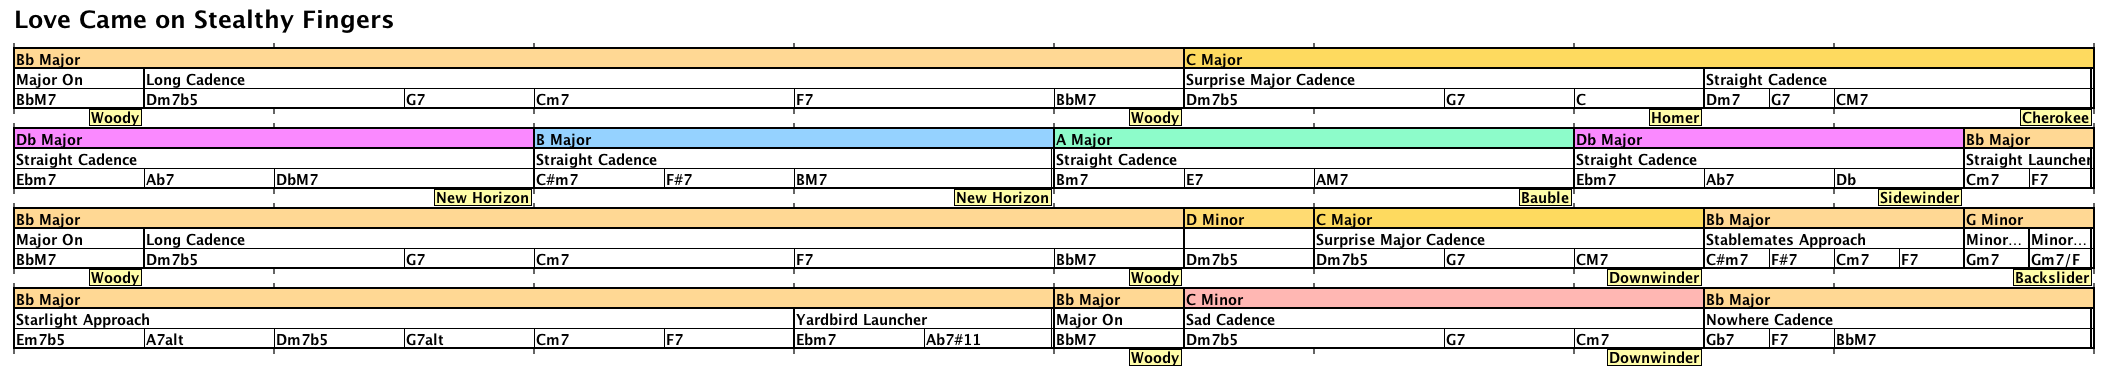 Love Came on Stealthy Fingers
Bb Major C Major
Major On Long Cadence Surprise Major Cadence Straight Cadence
BbM7 Dm7b5 G7 Cm7 F7 BbM7 Dm7b5 G7 C Dm7 G7 CM7
Woody Woody Homer Cherokee
Db Major B Major A Major Db Major Bb Major
Straight Cadence Straight Cadence Straight Cadence Straight Cadence Straight Launcher
Ebm7 Ab7 DbM7 C#m7 F#7 BM7 Bm7 E7 AM7 Ebm7 Ab7 Db Cm7 F7
New Horizon New Horizon Bauble Sidewinder
Bb Major D Minor C Major Bb Major G Minor
Major On Long Cadence Surprise Major Cadence Stablemates Approach Minor... Minor...
BbM7 Dm7b5 G7 Cm7 F7 BbM7 Dm7b5 Dm7b5 G7 CM7 C#m7 F#7 Cm7 F7 Gm7 Gm7/F
Woody Woody Downwinder Backslider
Bb Major Bb Major C Minor Bb Major
Starlight Approach Yardbird Launcher Major On Sad Cadence Nowhere Cadence
Em7b5 A7alt Dm7b5 G7alt Cm7 F7 Ebm7 Ab7#11 BbM7 Dm7b5 G7 Cm7 Gb7 F7 BbM7
Woody Downwinder